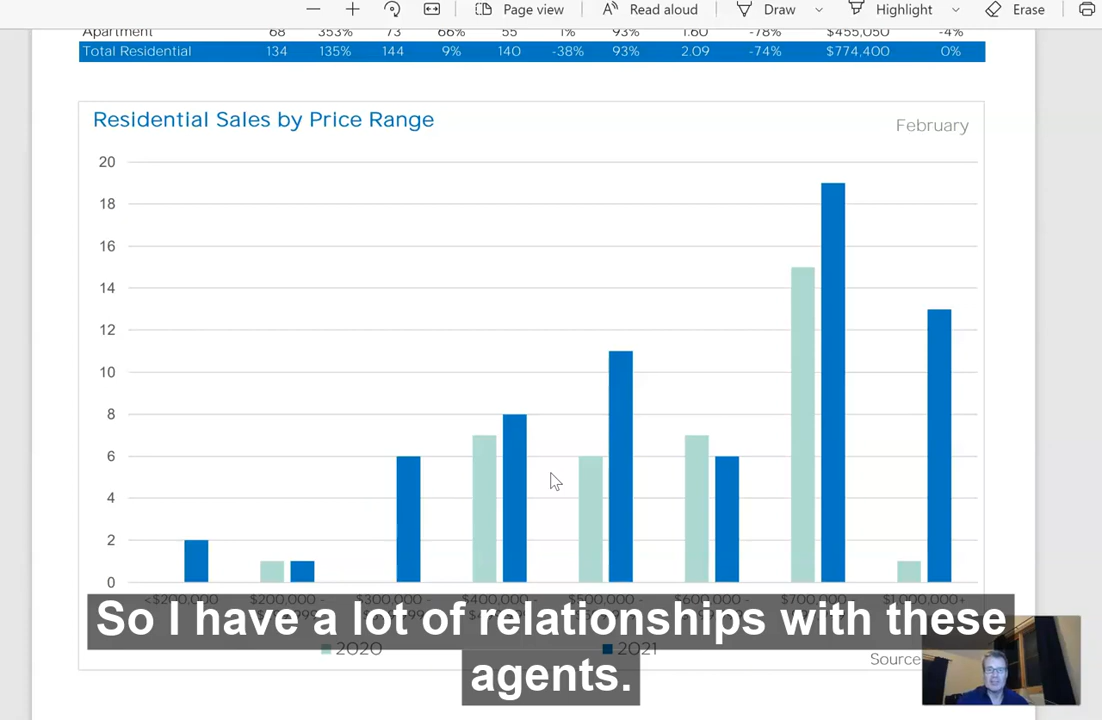 Page view
Read aloud
Draw
Highlight
Erase
Apartment 68 353% 73 66% 55 1% 93% 1.60 -78% $455,050 -4%
Total Residential 134 135% 144 9% 140 -38% 93% 2.09 -74% $774,400 0%
Residential Sales by Price Range
February
20
18
16
14
12
10
8
6
4
2
0
<$200,000 $200,000 - $300,000 - $400,000 - $500,000 - $600,000 - $700,000 - $1,000,000+
So I have a lot of relationships with these
agents.
2020 2021
Source